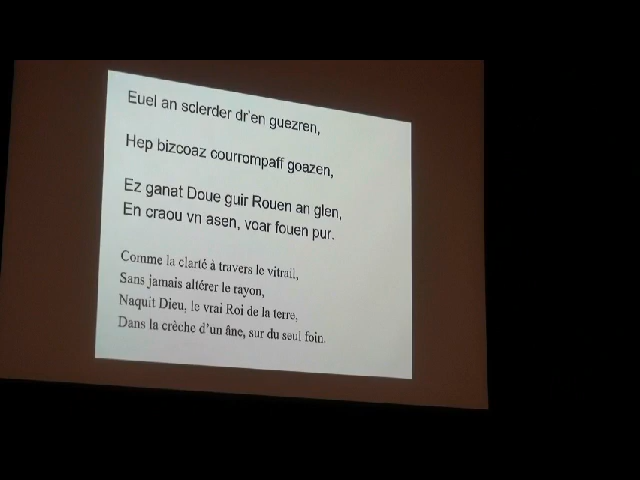 Euel an sclerder dr'en guezren,
Hep bizcoaz courrompaff goazen,
Ez ganat Doue guir Rouen an glen,
En craou vn asen, voar fouen pur.
Comme la clarté à travers le vitrail,
Sans jamais altérer le rayon,
Naquit Dieu, le vrai Roi de la terre,
Dans la crèche d'un âne, sur du seul foin.